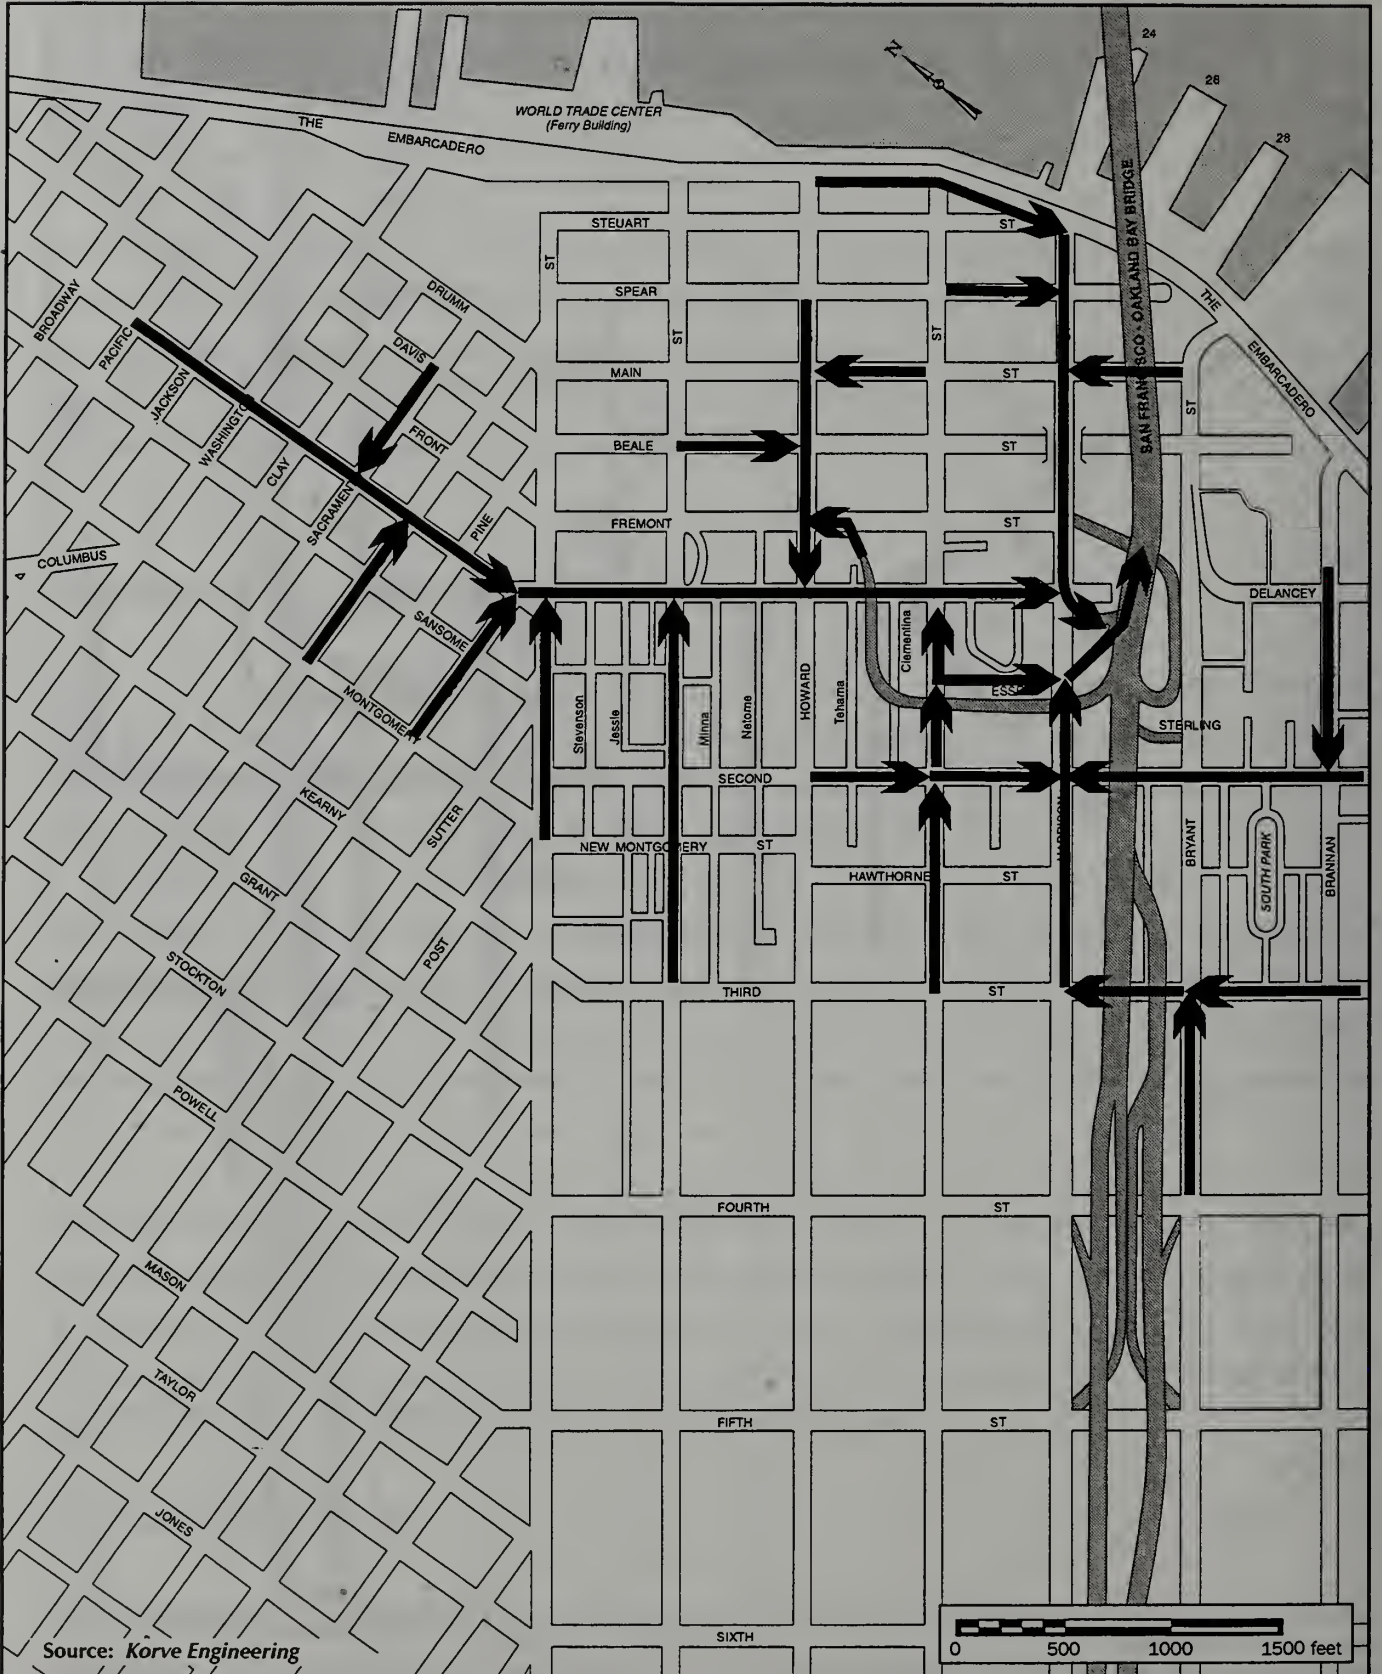 24
26
28
N
WORLD TRADE CENTER
(Ferry Building)
THE
EMBARCADERO
SAN FRANCISCO - OAKLAND BAY BRIDGE
STEUART
ST
ST
SPEAR
DRUMM
BROADWAY
THE
EMBARCADERO
ST
ST
PACIFIC
DAVIS
MAIN
ST
JACKSON
ST
WASHINGTON
FRONT
BEALE
ST
CLAY
SACRAMEN
PINE
FREMONT
ST
COLUMBUS
DELANCEY
SANSOME
Clementina
MONTGOMERY
Stevenson
Jessie
Minna
Natoma
HOWARD
Tehama
ESSE
STERLING
SECOND
KEARNY
SUTTER
NEW MONTGOMERY
ST
HARRISON
BRYANT
SOUTH PARK
BRANNAN
GRANT
HAWTHORNE
ST
POST
STOCKTON
THIRD
ST
POWELL
FOURTH
ST
MASON
TAYLOR
FIFTH
ST
JONES
SIXTH
0 500 1000 1500 feet
Source: Korve Engineering